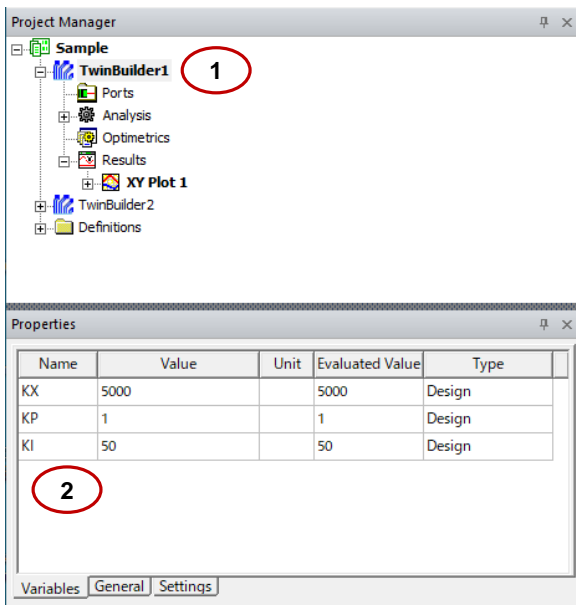 Project Manager
Sample
TwinBuilder1 1
Ports
Analysis
Optimetrics
Results
XY Plot 1
TwinBuilder2
Definitions
Properties
Name Value Unit Evaluated Value Type
KX 5000 5000 Design
KP 1 1 Design
KI 50 50 Design
2
Variables General Settings